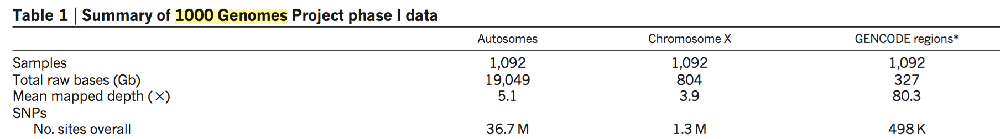 Table 1 | Summary of 1000 Genomes Project phase I data
Autosomes Chromosome X GENCODE regions*
Samples 1,092 1,092 1,092
Total raw bases (Gb) 19,049 804 327
Mean mapped depth (×) 5.1 3.9 80.3
SNPs
No. sites overall 36.7 M 1.3 M 498 K